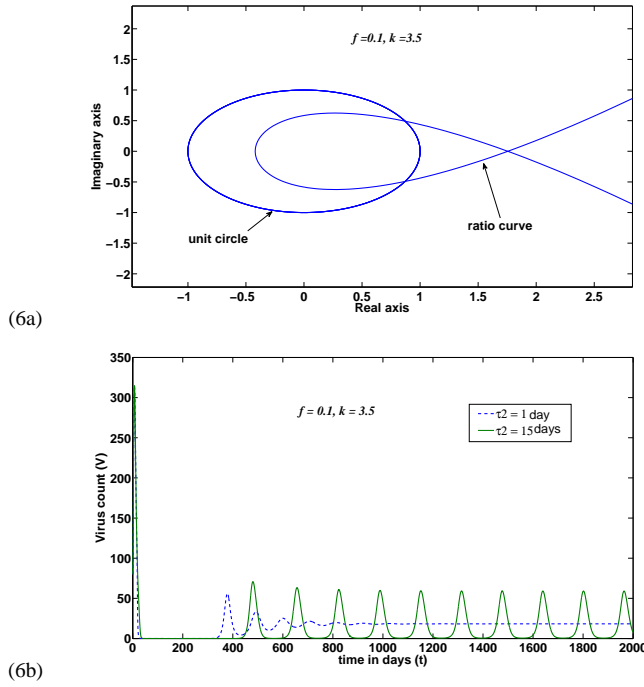 f =0.1, k =3.5
Imaginary axis
2
1.5
1
0.5
0
−0.5
−1
−1.5
−2
unit circle
ratio curve
−1 −0.5 0 0.5 1 1.5 2 2.5
Real axis
(6a)
350
300
250
200
150
100
50
0
Virus count (V)
f = 0.1, k = 3.5
τ2 = 1 day
τ2 = 15 days
0 200 400 600 800 1000 1200 1400 1600 1800 2000
time in days (t)
(6b)